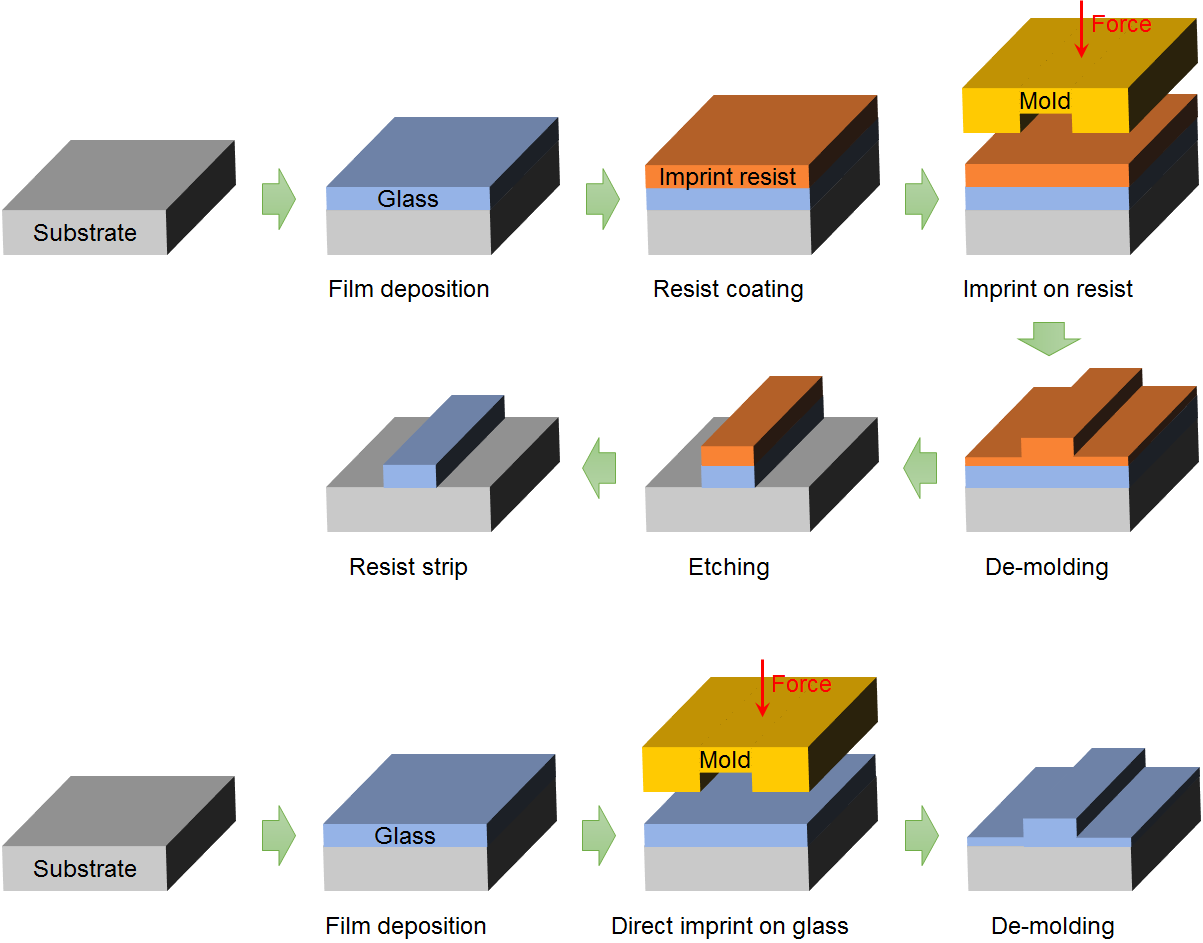 Force
Mold
Imprint resist
Glass
Substrate
Film deposition
Resist coating
Imprint on resist
Resist strip
Etching
De-molding
Force
Mold
Glass
Substrate
Film deposition
Direct imprint on glass
De-molding